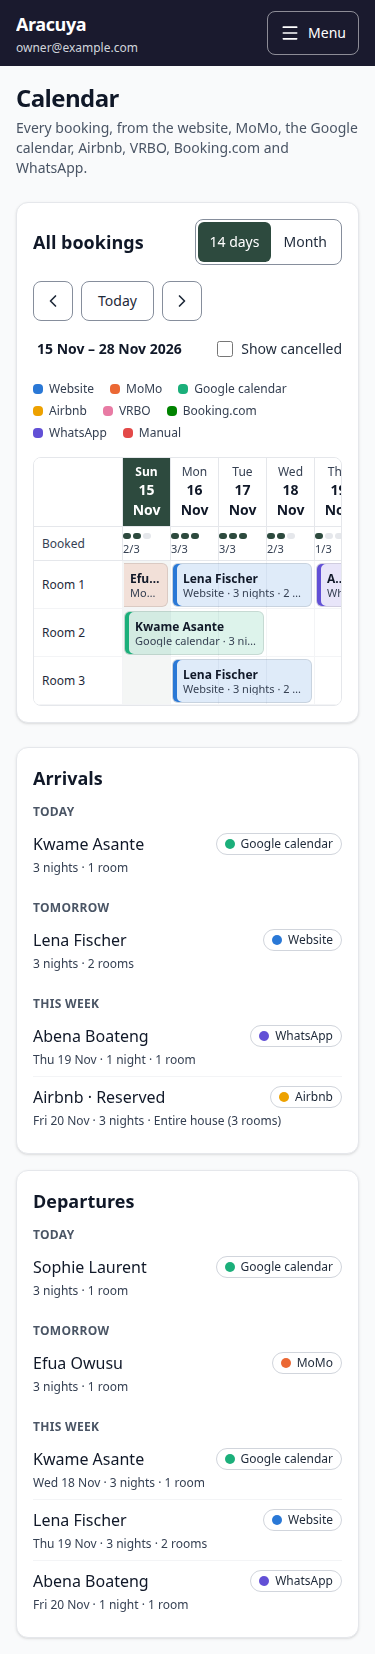 Aracuya
owner@example.com
Menu
Calendar
Every booking, from the website, MoMo, the Google
calendar, Airbnb, VRBO, Booking.com and
WhatsApp.
All bookings
14 days
Month
Today
15 Nov – 28 Nov 2026
Show cancelled
Website
MoMo
Google calendar
Airbnb
VRBO
Booking.com
WhatsApp
Manual
Sun 15 Nov
Mon 16 Nov
Tue 17 Nov
Wed 18 Nov
Booked
2/3
3/3
3/3
2/3
1/3
Room 1
Efu...
Mo...
Lena Fischer
Website · 3 nights · 2 ...
A...
Room 2
Kwame Asante
Google calendar · 3 ni...
Room 3
Lena Fischer
Website · 3 nights · 2 ...
Arrivals
TODAY
Kwame Asante
Google calendar
3 nights · 1 room
TOMORROW
Lena Fischer
Website
3 nights · 2 rooms
THIS WEEK
Abena Boateng
WhatsApp
Thu 19 Nov · 1 night · 1 room
Airbnb · Reserved
Airbnb
Fri 20 Nov · 3 nights · Entire house (3 rooms)
Departures
TODAY
Sophie Laurent
Google calendar
3 nights · 1 room
TOMORROW
Efua Owusu
MoMo
3 nights · 1 room
THIS WEEK
Kwame Asante
Google calendar
Wed 18 Nov · 3 nights · 1 room
Lena Fischer
Website
Thu 19 Nov · 3 nights · 2 rooms
Abena Boateng
WhatsApp
Fri 20 Nov · 1 night · 1 room